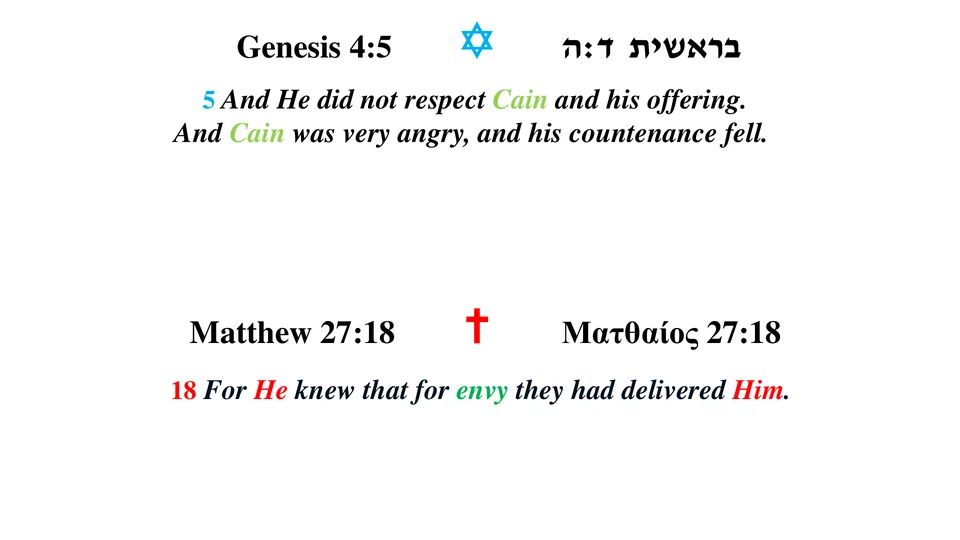 Genesis 4:5 ✡ בראשית ד:ה
5 And He did not respect Cain and his offering.
And Cain was very angry, and his countenance fell.
Matthew 27:18 ✝ Ματθαίος 27:18
18 For He knew that for envy they had delivered Him.